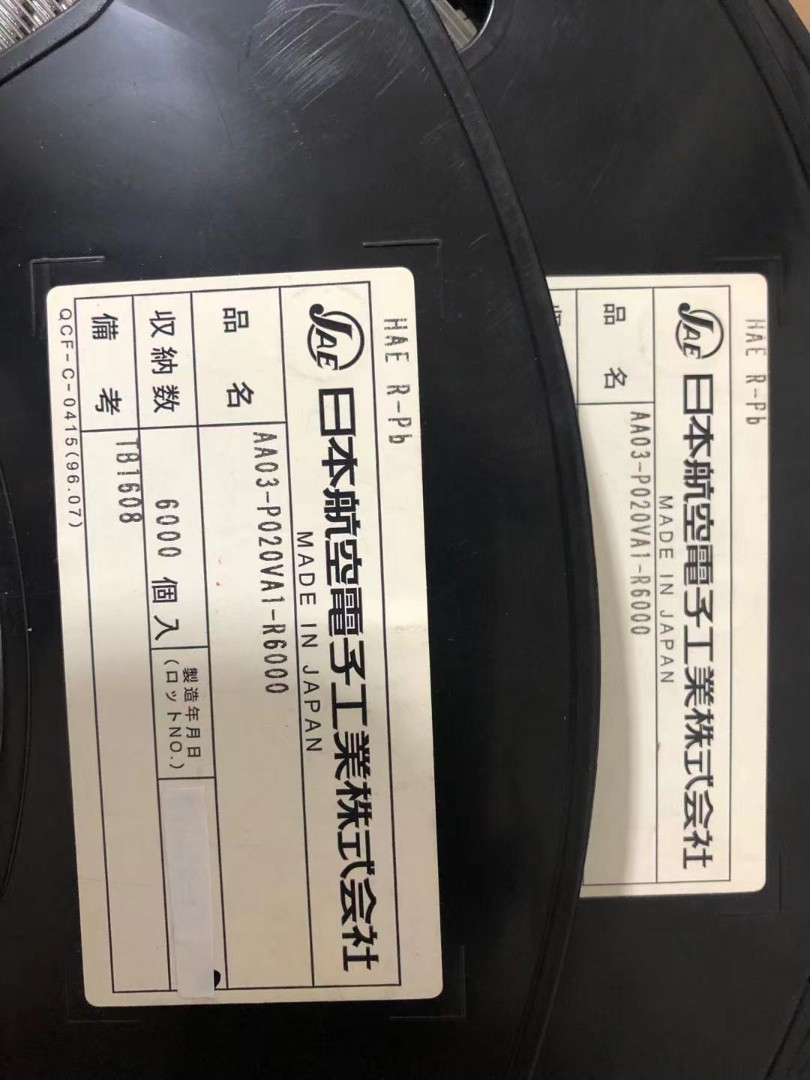 HAE R-Pb
JAE 日本航空電子工業株式会社
MADE IN JAPAN
品名 AA03-P020VA1-R6000
収納数 6000 個入 製造年月日
(ロットNO.)
備考 TB1608
QCF-C-0415(96.07)
HAE R-Pb
JAE 日本航空電子工業株式会社
MADE IN JAPAN
品名 AA03-P020VA1-R6000